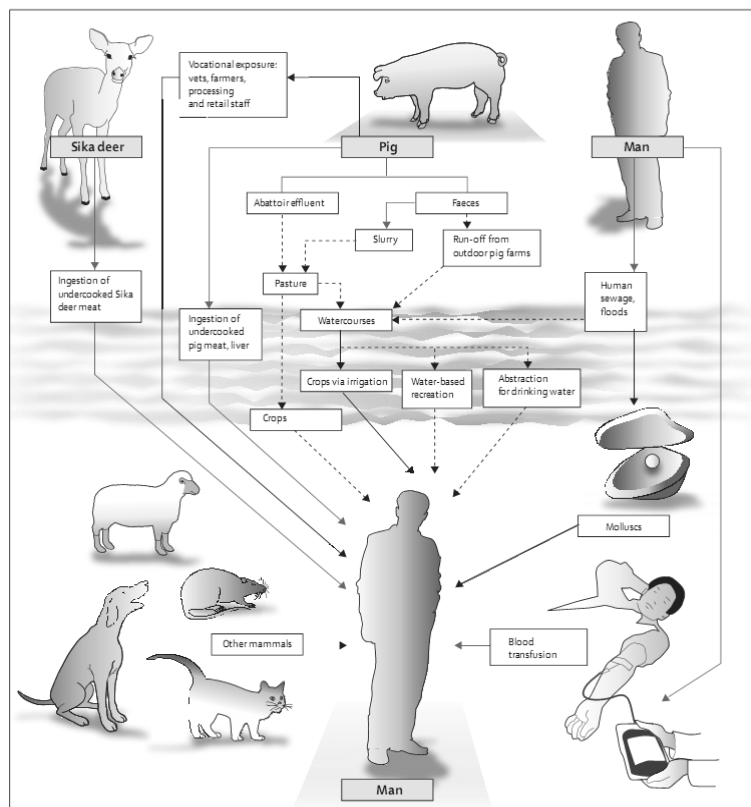 Vocational exposure:
vets, farmers,
processing
and retail staff
Sika deer
Pig
Man
Abattoir effluent
Faeces
Slurry
Run-off from
outdoor pig farms
Pasture
Ingestion of
undercooked Sika
deer meat
Human
sewage,
floods
Ingestion of
undercooked
pig meat, liver
Watercourses
Crops via irrigation
Water-based
recreation
Abstraction
for drinking water
Crops
Molluscs
Other mammals
Blood
transfusion
Man